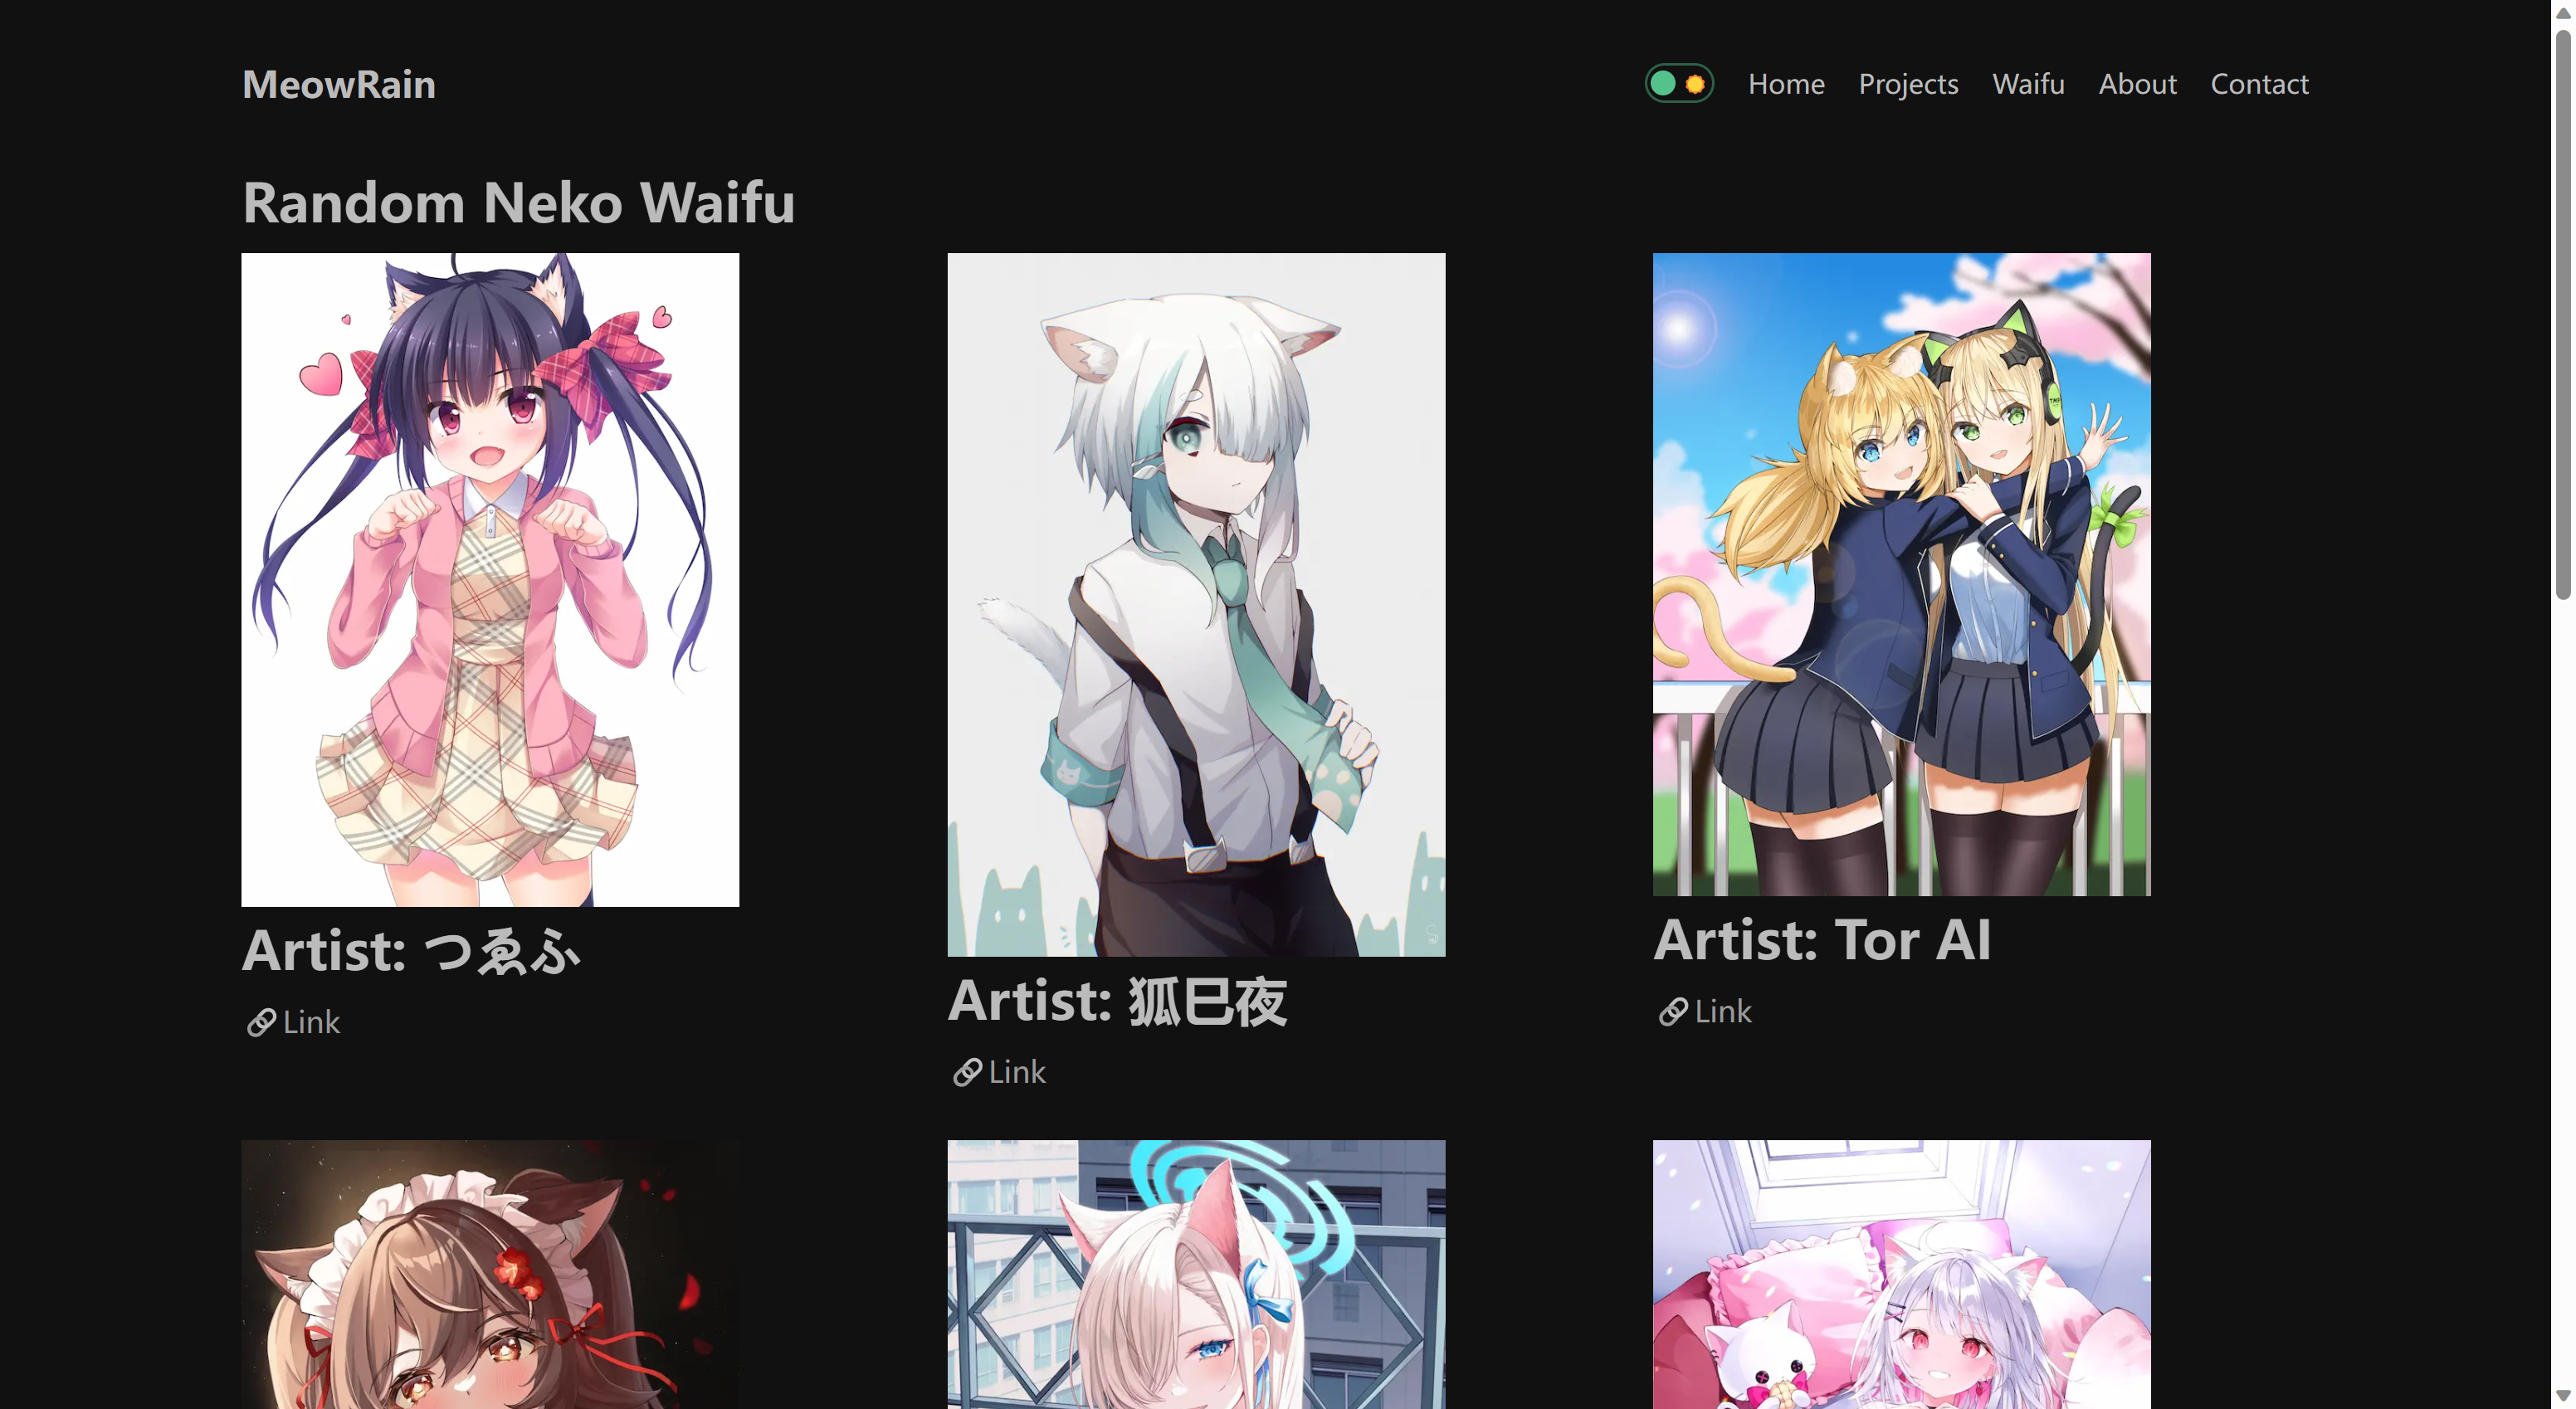 MeowRain
Home Projects Waifu About Contact
Random Neko Waifu
Artist: つゑふ
Link
Artist: 狐巳夜
Link
Artist: Tor AI
Link